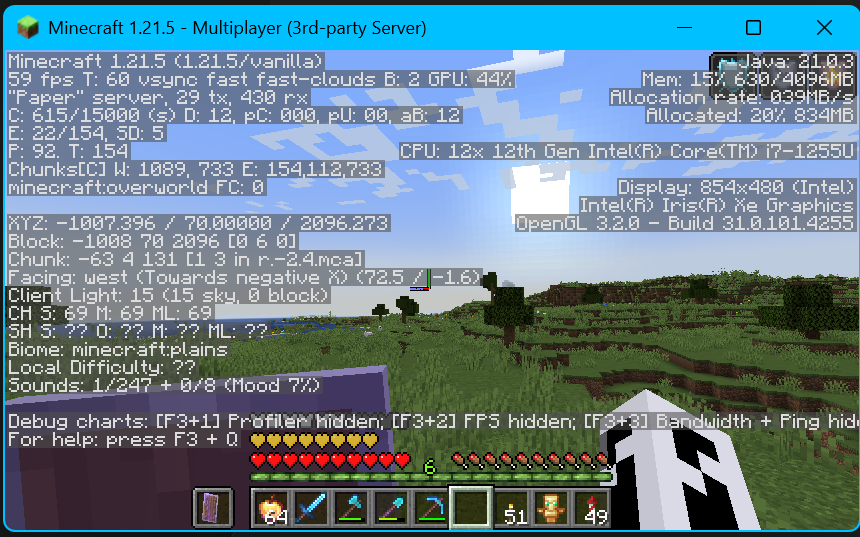 Minecraft 1.21.5 - Multiplayer (3rd-party Server)
Minecraft 1.21.5 (1.21.5/vanilla)
59 fps T: 60 vsync fast fast-clouds B: 2 GPU: 44%
"Paper" server, 29 tx, 430 rx
C: 615/15000 (s) D: 12, pC: 000, pU: 00, aB: 12
E: 22/154, SD: 5
P: 92. T: 154
Chunks[C] W: 1089, 733 E: 154,112,733
minecraft:overworld FC: 0
XYZ: -1007.396 / 70.00000 / 2096.273
Block: -1008 70 2096 [0 6 0]
Chunk: -63 4 131 [1 3 in r.-2.4.mca]
Facing: west (Towards negative X) (72.5 / -1.6)
Client Light: 15 (15 sky, 0 block)
CH S: 69 M: 69 ML: 69
SH S: ?? O: ?? M: ?? ML: ??
Biome: minecraft:plains
Local Difficulty: ??
Sounds: 1/247 + 0/8 (Mood 7%)
Debug charts: [F3+1] Profiler hidden; [F3+2] FPS hidden; [F3+3] Bandwidth + Ping hid
For help: press F3 + Q
Java: 21.0.3
Mem: 15% 630/4096MB
Allocation rate: 039MB/s
Allocated: 20% 834MB
CPU: 12x 12th Gen Intel(R) Core(TM) i7-1255U
Display: 854x480 (Intel)
Intel(R) Iris(R) Xe Graphics
OpenGL 3.2.0 - Build 31.0.101.4255
6
64 51 49